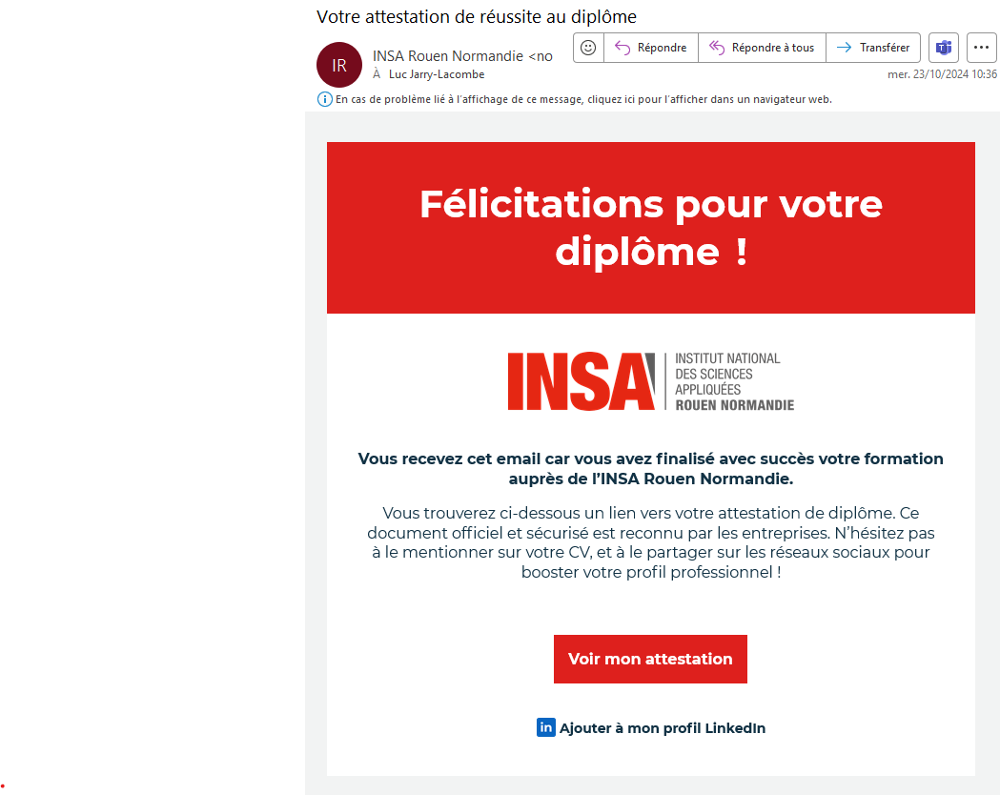 Votre attestation de réussite au diplôme
IR
INSA Rouen Normandie <no
Répondre
Répondre à tous
Transférer
À Luc Jarry-Lacombe
mer. 23/10/2024 10:36
En cas de problème lié à l'affichage de ce message, cliquez ici pour l'afficher dans un navigateur web.
Félicitations pour votre
diplôme !
INSA
INSTITUT NATIONAL
DES SCIENCES
APPLIQUÉES
ROUEN NORMANDIE
Vous recevez cet email car vous avez finalisé avec succès votre formation
auprès de l'INSA Rouen Normandie.
Vous trouverez ci-dessous un lien vers votre attestation de diplôme. Ce
document officiel et sécurisé est reconnu par les entreprises. N'hésitez pas
à le mentionner sur votre CV, et à le partager sur les réseaux sociaux pour
booster votre profil professionnel !
Voir mon attestation
in Ajouter à mon profil LinkedIn